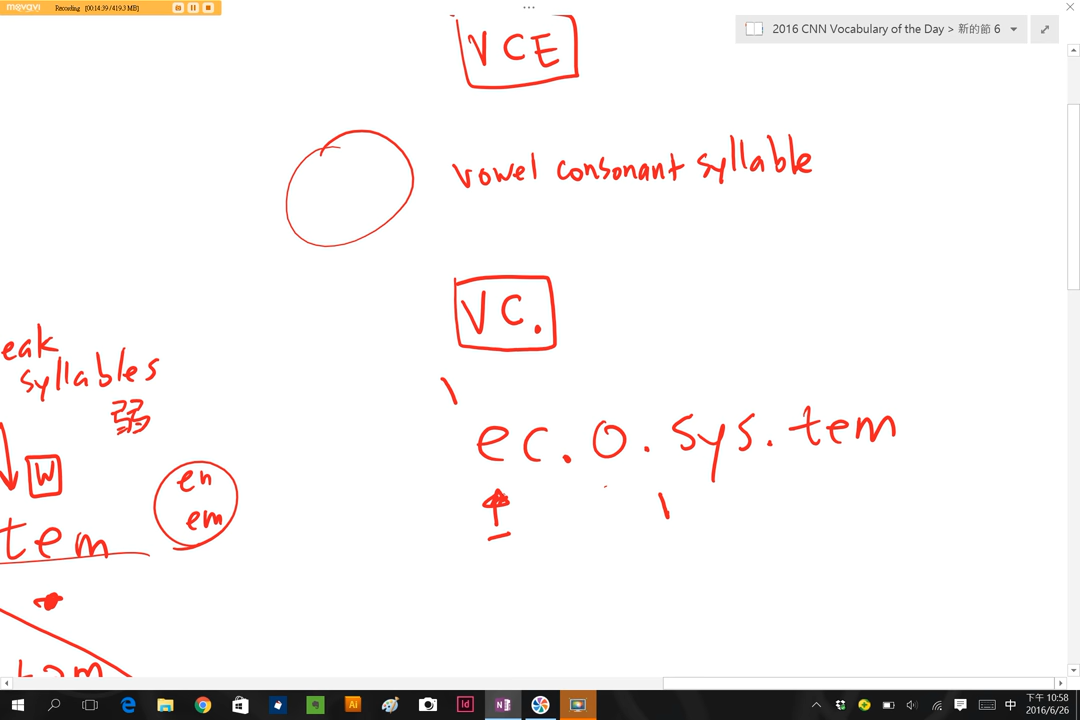 movavi Recording [00:14:39 /419.3 MB]
2016 CNN Vocabulary of the Day > 新的節 6
VCE
vowel consonant syllable
VC.
eak
syllables
弱
ec.o.sys.tem
W
en
em
tem
tom
下午 10:58
中
2016/6/26